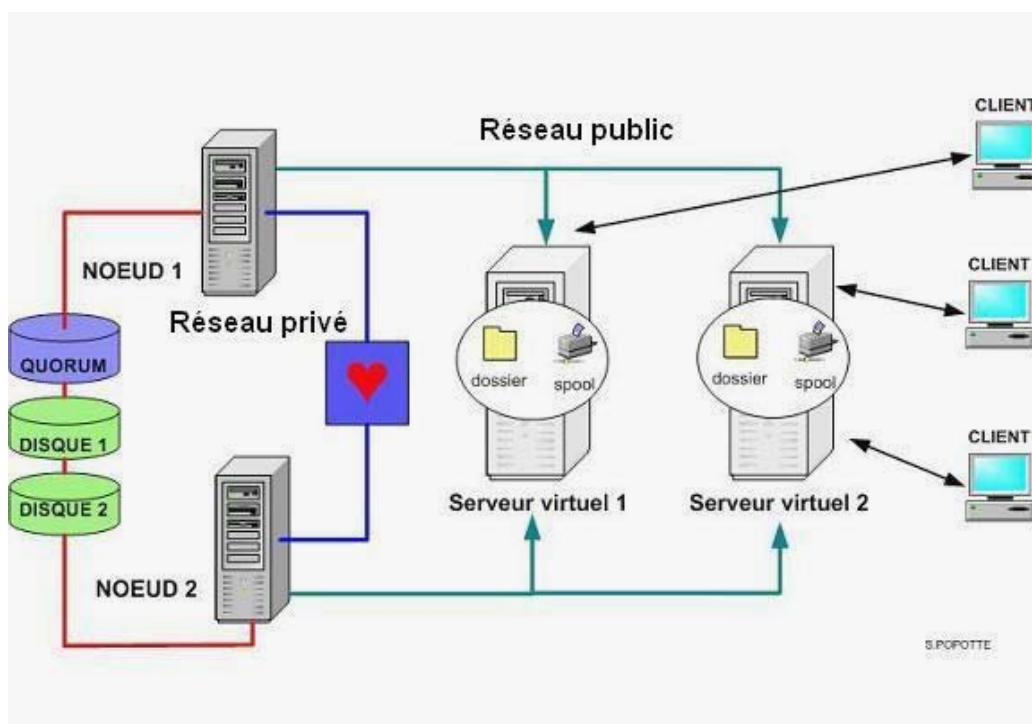 CLIENT
Réseau public
NOEUD 1
CLIENT
Réseau privé
QUORUM
dossier
spool
dossier
spool
DISQUE 1
CLIENT
DISQUE 2
Serveur virtuel 1
Serveur virtuel 2
NOEUD 2
S.POPOTTE